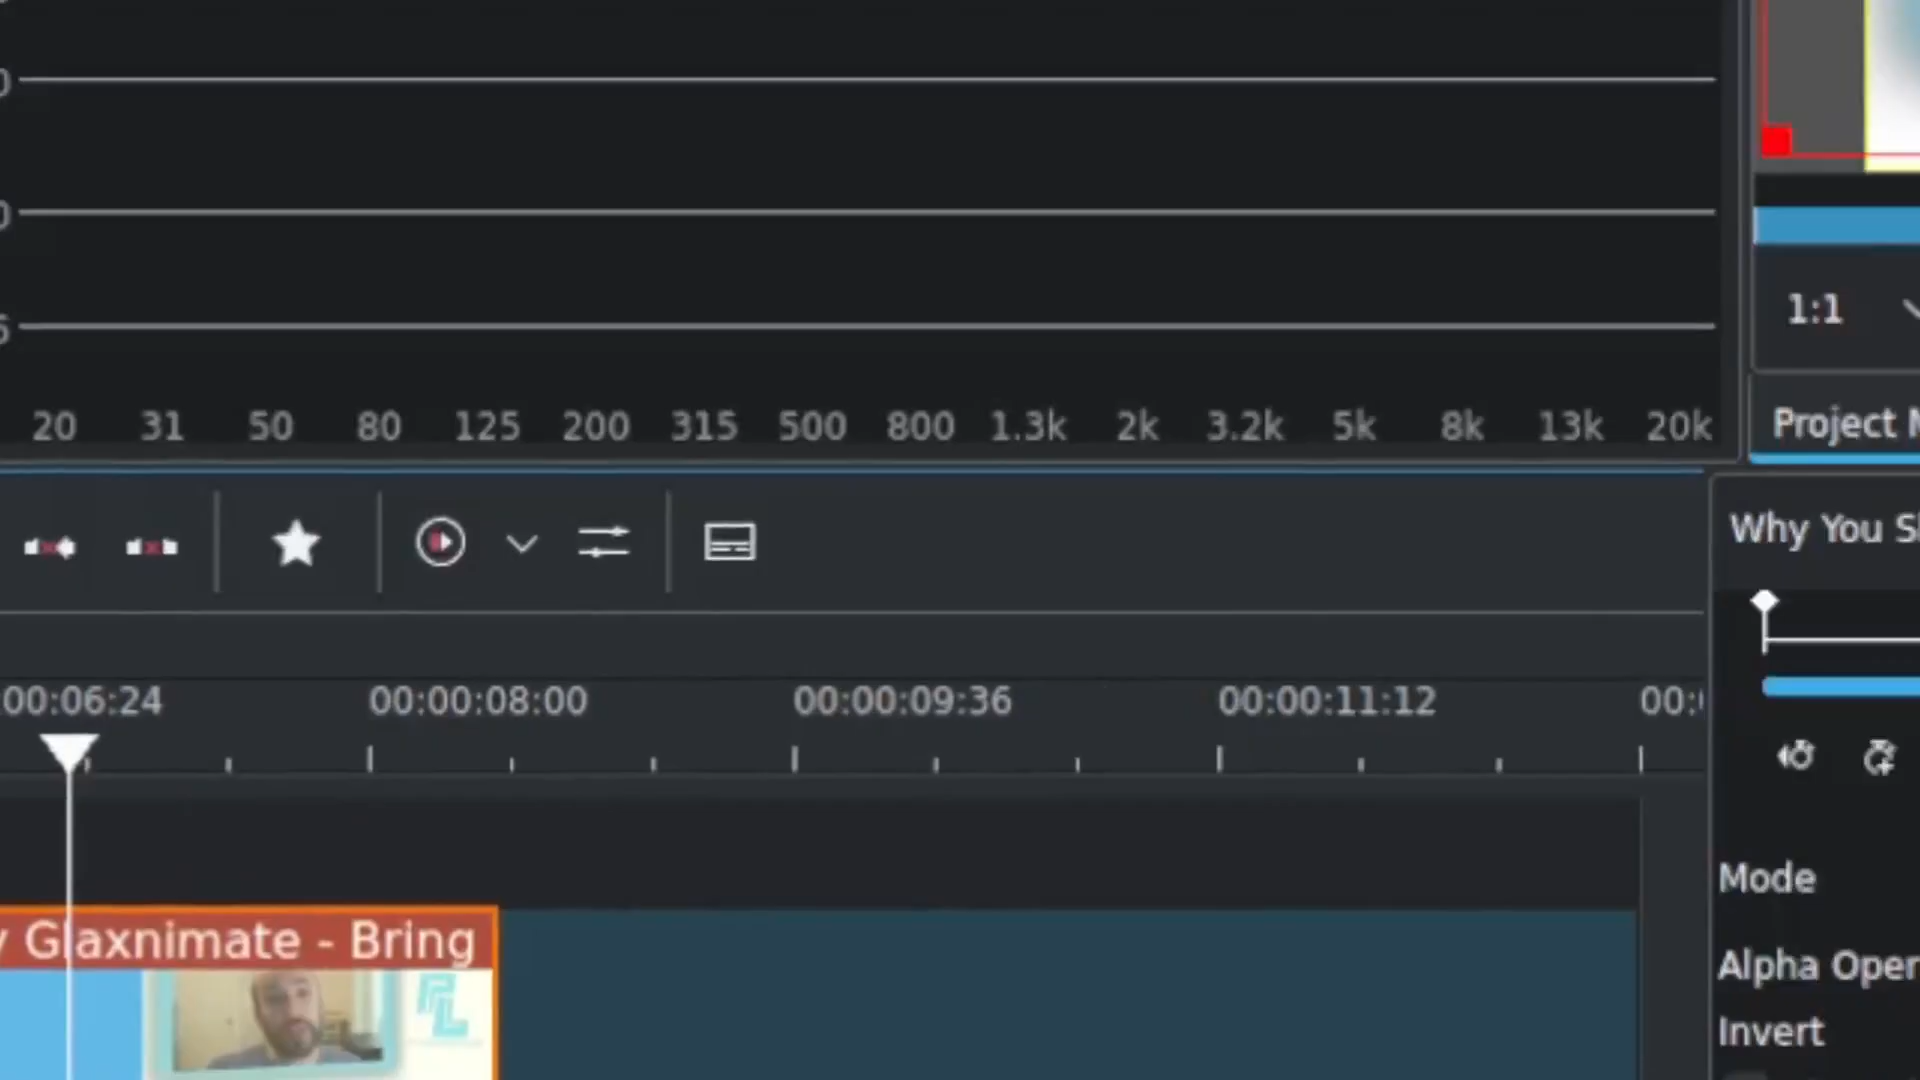 1:1
20 31 50 80 125 200 315 500 800 1.3k 2k 3.2k 5k 8k 13k 20k
Project
Why You
00:06:24 00:00:08:00 00:00:09:36 00:00:11:12
Mode
Glaxnimate - Bring
Alpha
Invert